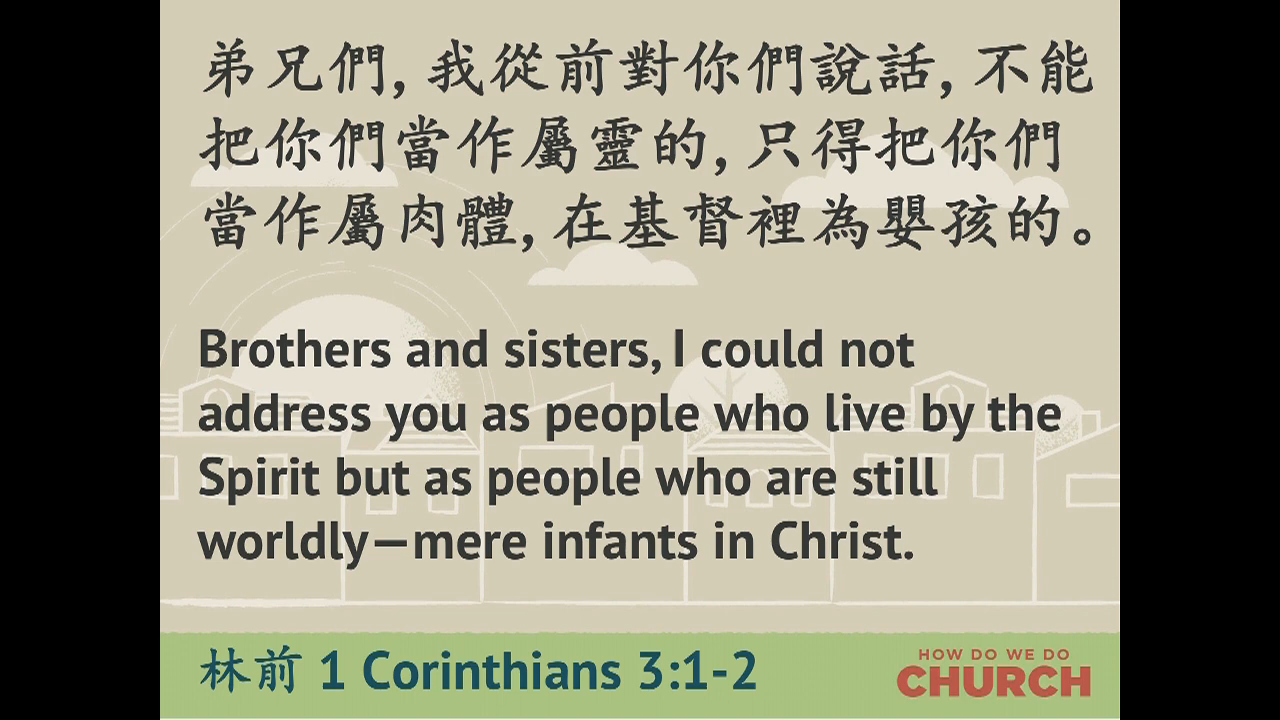 弟兄們,我從前對你們說話,不能
把你們當作屬靈的,只得把你們
當作屬肉體,在基督裡為嬰孩的。
Brothers and sisters, I could not
address you as people who live by the
Spirit but as people who are still
worldly—mere infants in Christ.
林前 1 Corinthians 3:1-2
HOW DO WE DO
CHURCH